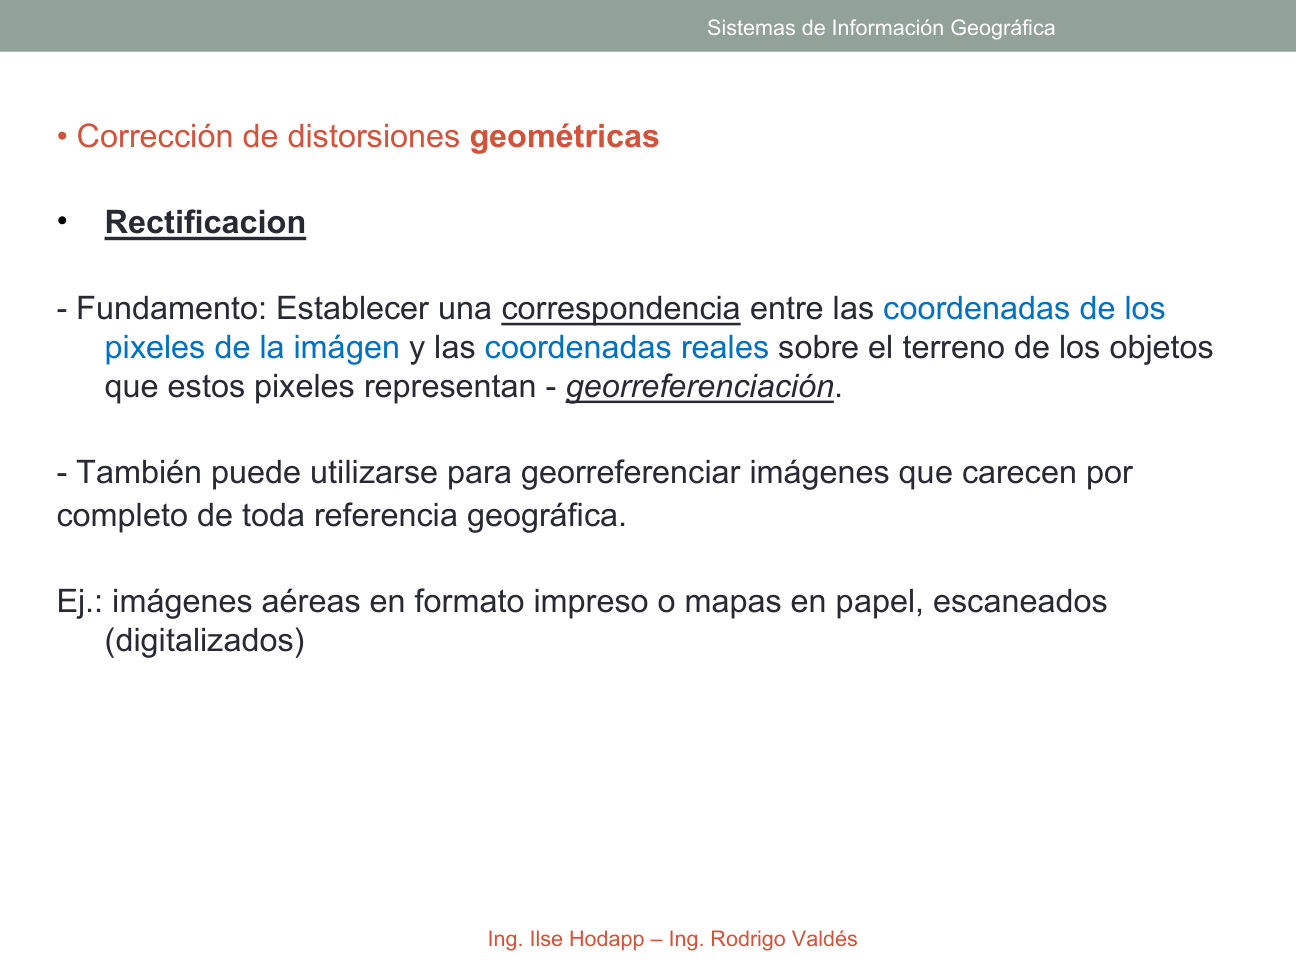 Sistemas de Información Geográfica
• Corrección de distorsiones geométricas
• Rectificacion
- Fundamento: Establecer una correspondencia entre las coordenadas de los
pixeles de la imágen y las coordenadas reales sobre el terreno de los objetos
que estos pixeles representan - georreferenciación.
- También puede utilizarse para georreferenciar imágenes que carecen por
completo de toda referencia geográfica.
Ej.: imágenes aéreas en formato impreso o mapas en papel, escaneados
(digitalizados)
Ing. Ilse Hodapp – Ing. Rodrigo Valdés